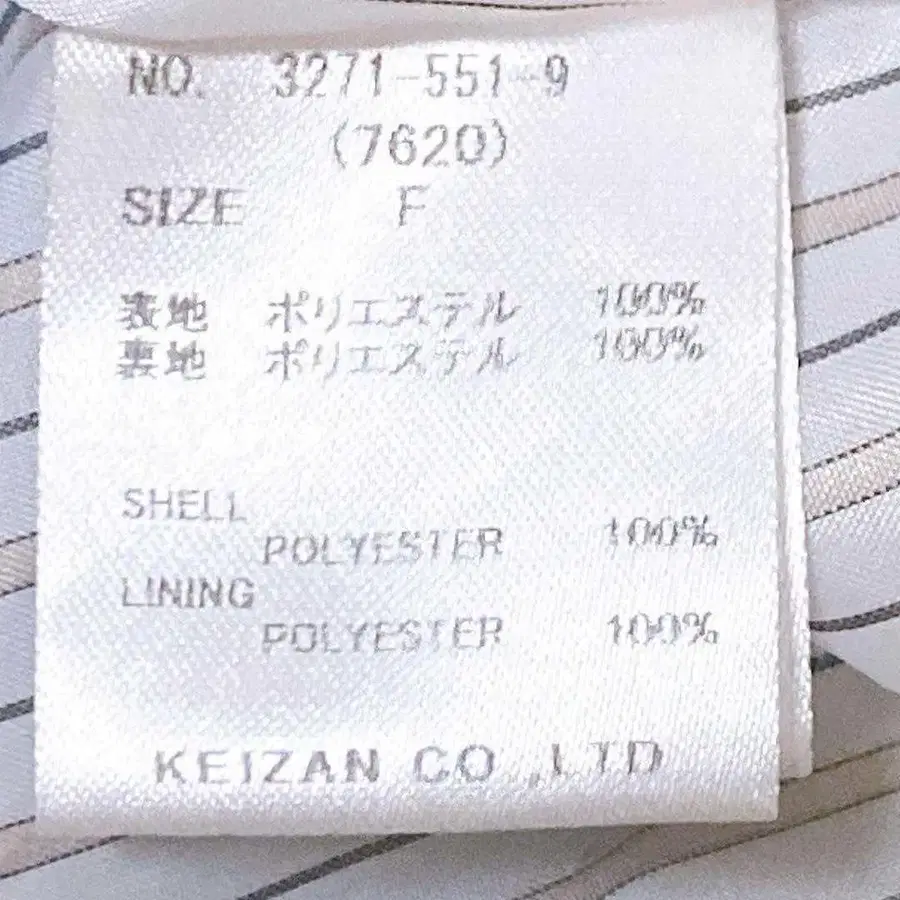 NO. 3271-551-9
(7620)
SIZE F
表地 ポリエステル 100%
裏地 ポリエステル 100%
SHELL
POLYESTER 100%
LINING
POLYESTER 100%
KEIZAN CO.,LTD